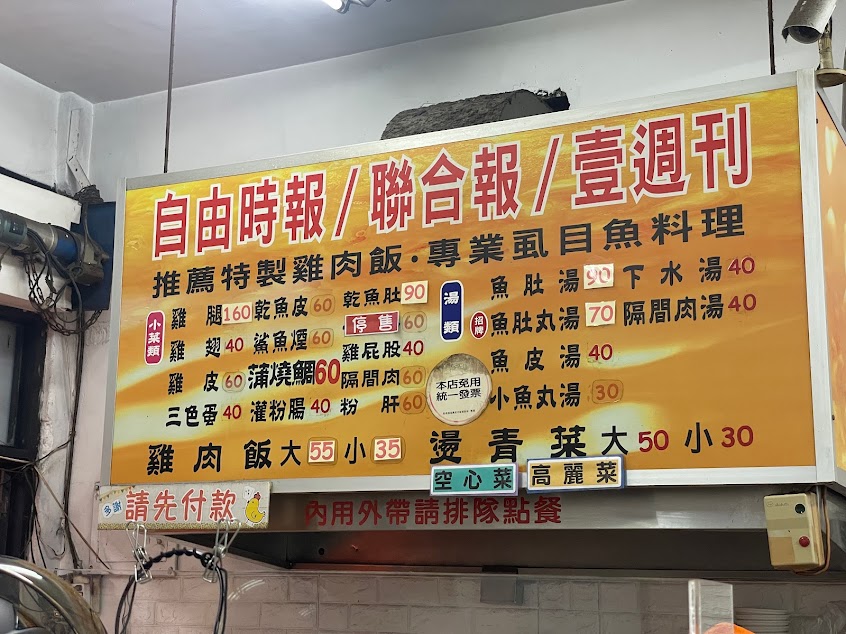 自由時報/聯合報/壹週刊
推薦特製雞肉飯·專業虱目魚料理
小菜類
雞腿160 乾魚皮60 乾魚肚90
雞翅40 鯊魚煙60 停售60
雞屁股40
雞皮60 蒲燒鯛60 隔間肉60
三色蛋40 灌粉腸40 粉肝60
湯類
魚肚湯90 下水湯40
招牌 魚肚丸湯70 隔間肉湯40
魚皮湯40
小魚丸湯30
本店免用
統一發票
雞肉飯 大55 小35 燙青菜 大50 小30
空心菜 高麗菜
多謝 請先付款
內用外帶請排隊點餐